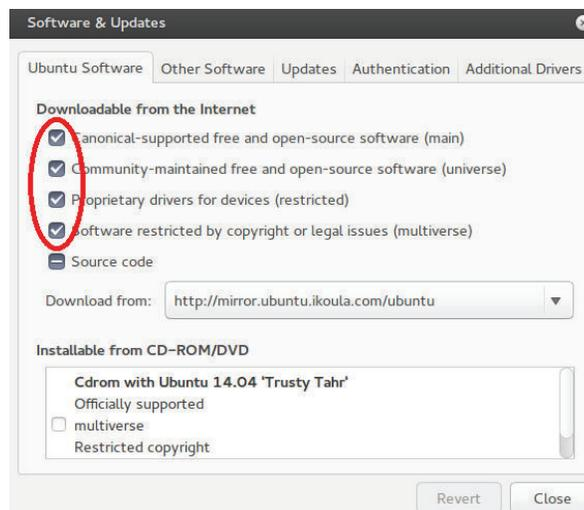 Software & Updates
Ubuntu Software Other Software Updates Authentication Additional Drivers
Downloadable from the Internet
Canonical-supported free and open-source software (main)
Community-maintained free and open-source software (universe)
Proprietary drivers for devices (restricted)
Software restricted by copyright or legal issues (multiverse)
Source code
Download from: http://mirror.ubuntu.ikoula.com/ubuntu
Installable from CD-ROM/DVD
Cdrom with Ubuntu 14.04 'Trusty Tahr'
Officially supported
multiverse
Restricted copyright
Revert Close